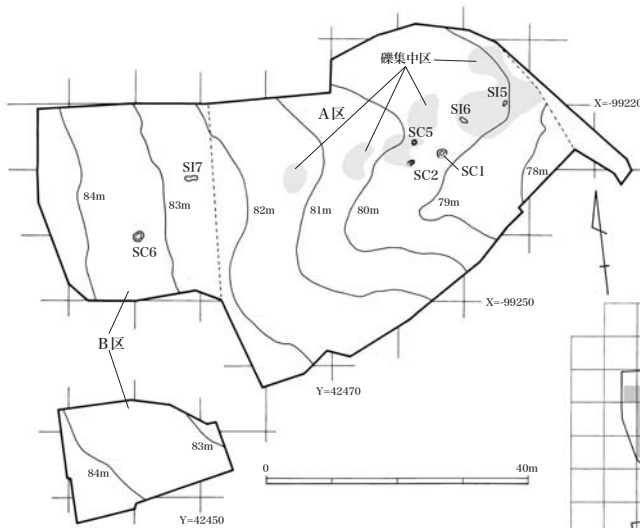 礫集中区
SI5
X=-99220
A区
SI6
SC5
SI7
SC2
SC1
78m
84m
83m
82m
81m
80m
79m
SC6
X=-99250
B区
Y=42470
83m
84m
0
40m
Y=42450